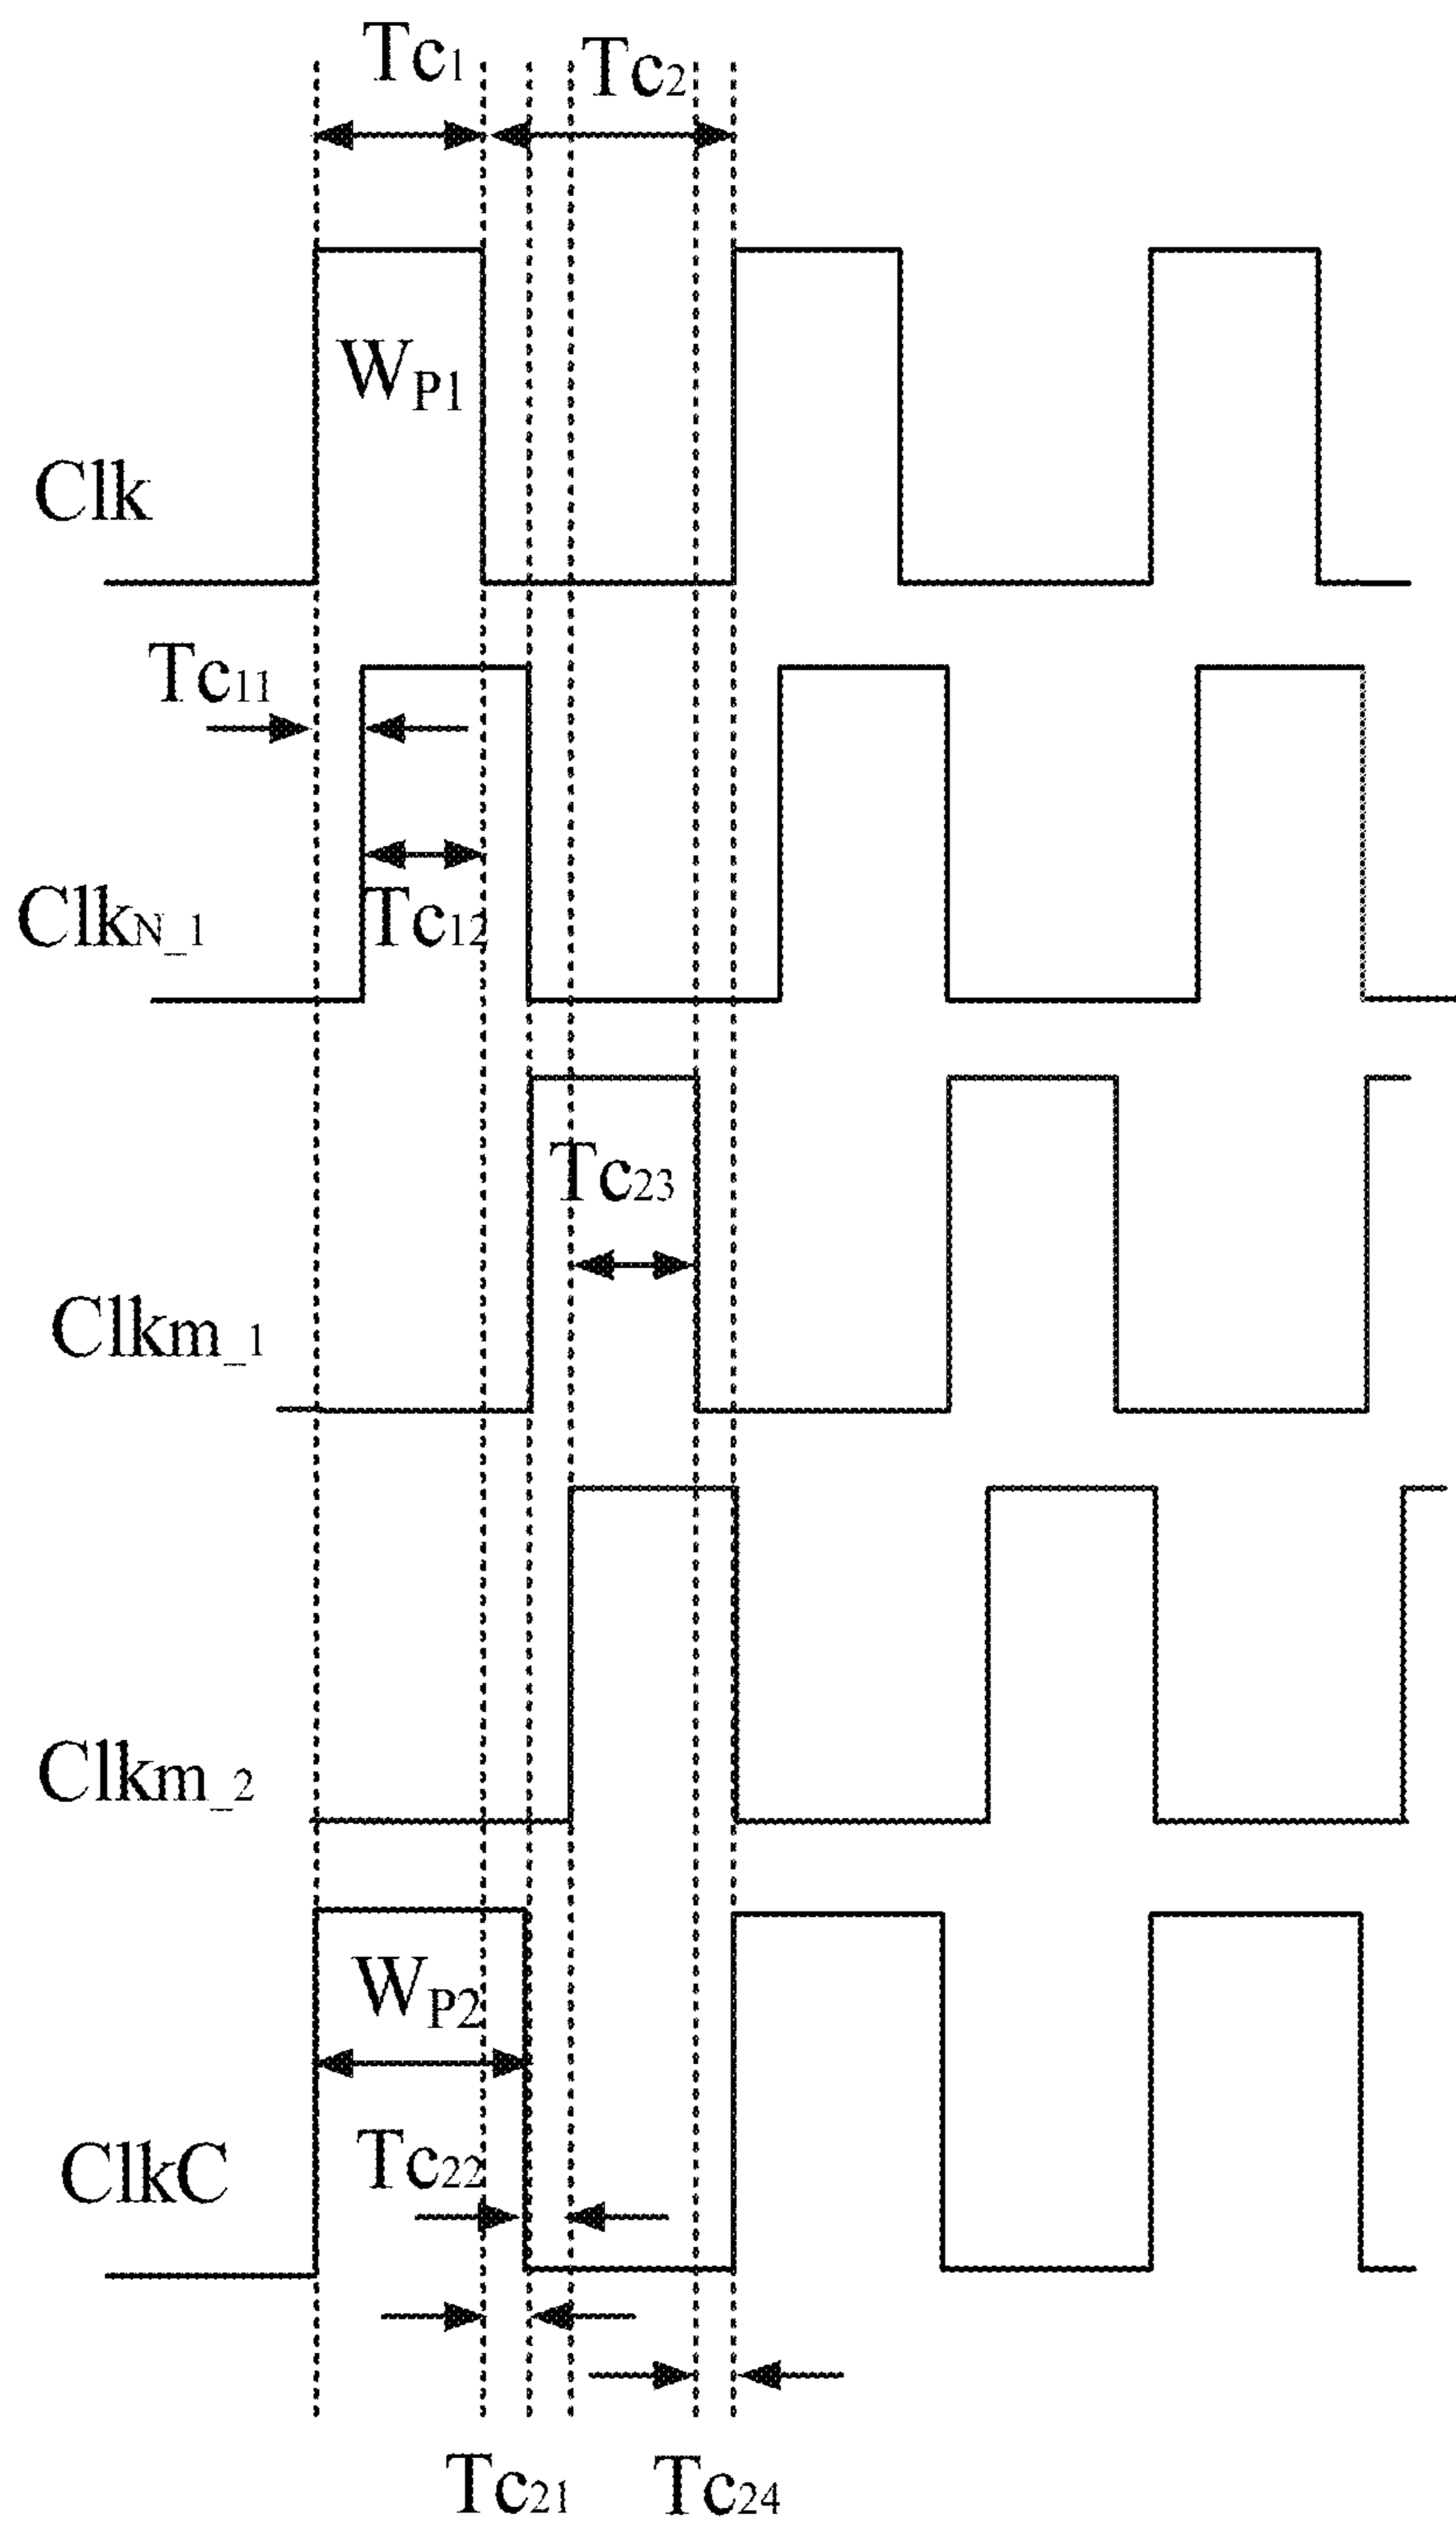 Tc1 Tc2
WP1
Clk
Tc11
ClkN_1 Tc12
Tc23
Clkm_1
Clkm_2
WP2
ClkC Tc22
Tc21 Tc24